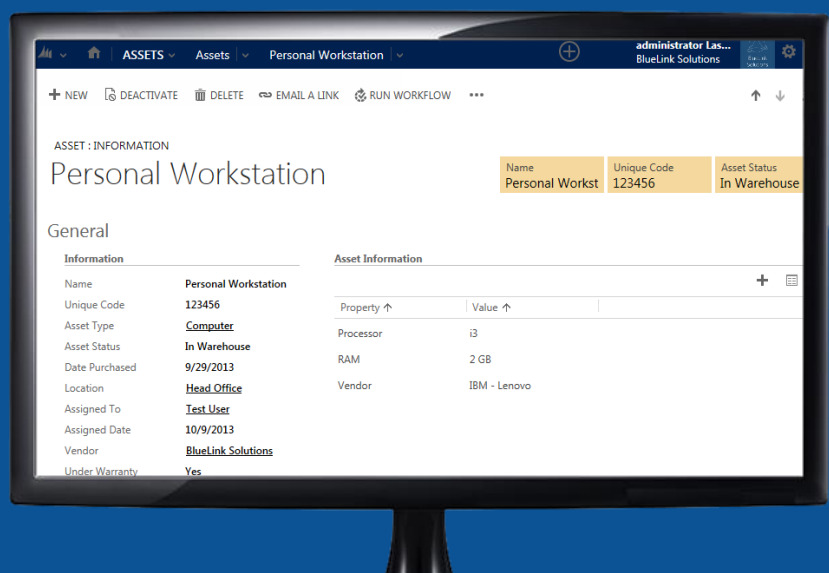 ASSETS Assets Personal Workstation administrator Las...
BlueLink Solutions
NEW DEACTIVATE DELETE EMAIL A LINK RUN WORKFLOW ...
ASSET : INFORMATION
Personal Workstation
Name Unique Code Asset Status
Personal Workst 123456 In Warehouse
General
Information Asset Information
Name Personal Workstation
Unique Code 123456
Property Value
Asset Type Computer
Processor i3
Asset Status In Warehouse
RAM 2 GB
Date Purchased 9/29/2013
Vendor IBM - Lenovo
Location Head Office
Assigned To Test User
Assigned Date 10/9/2013
Vendor BlueLink Solutions
Under Warranty Yes